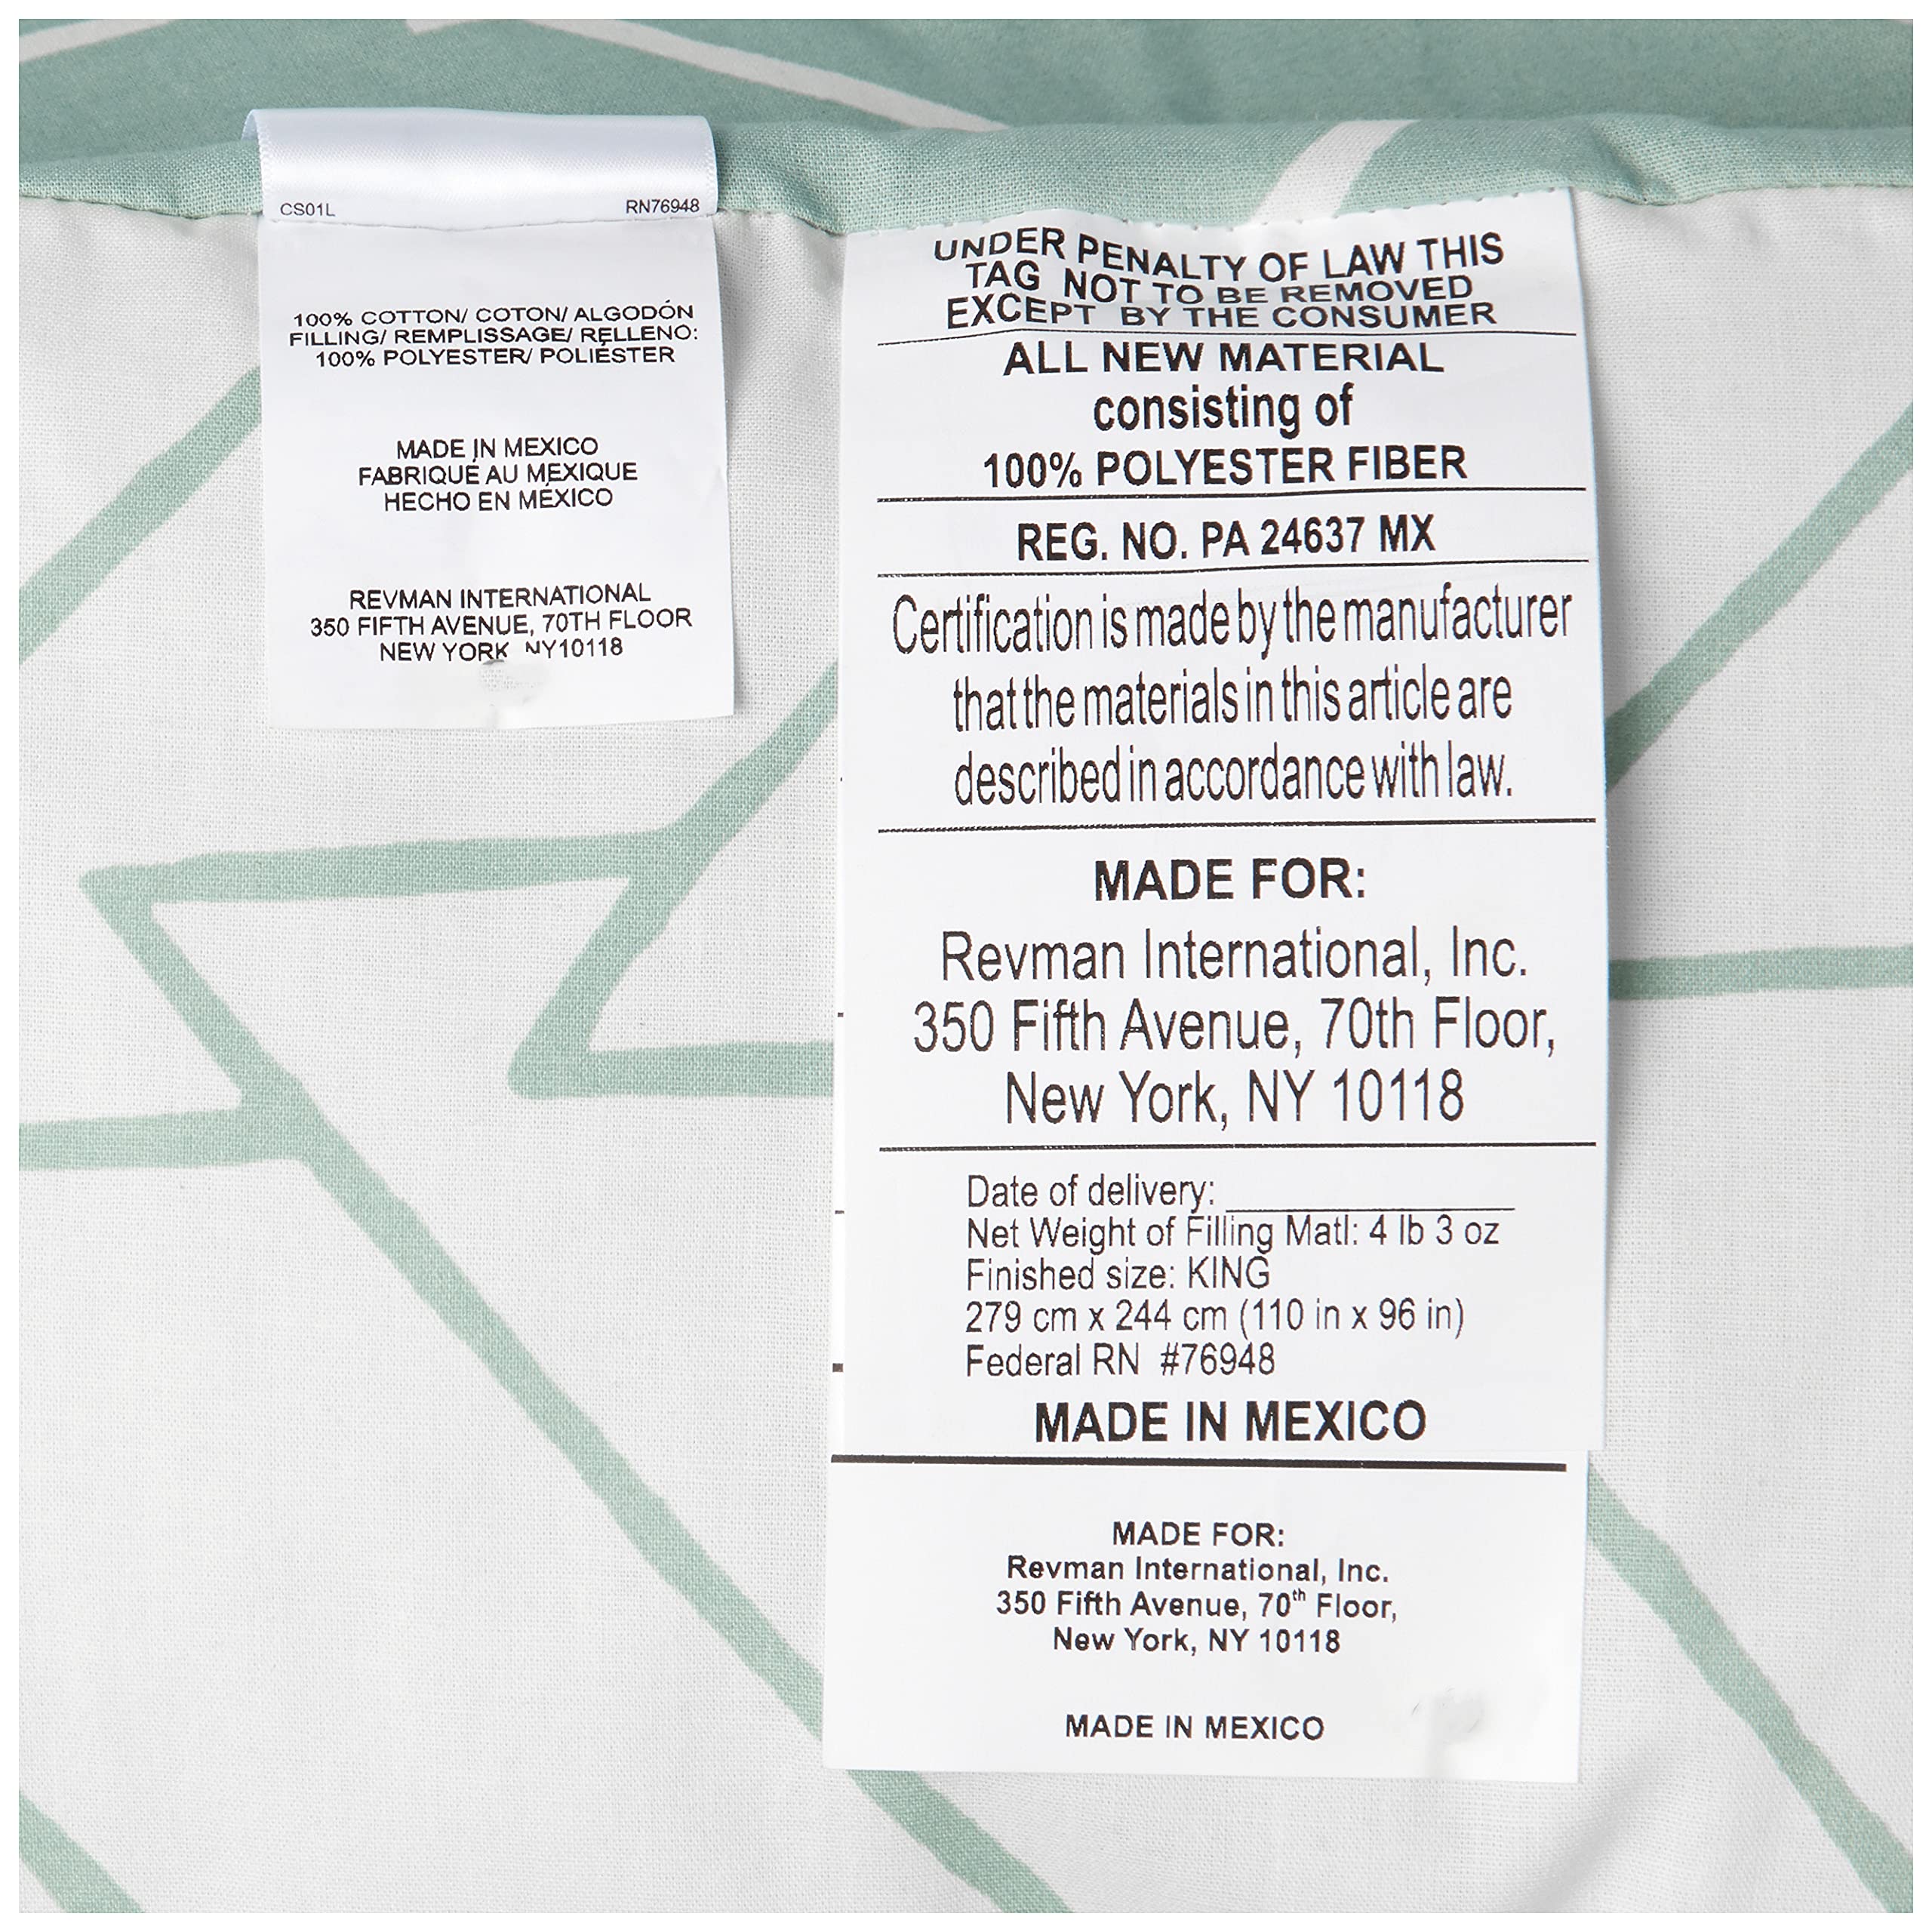 CS01L RN76948
100% COTTON/ COTON/ ALGODÓN
FILLING/ REMPLISSAGE/ RELLENO:
100% POLYESTER/ POLIÉSTER
MADE IN MEXICO
FABRIQUÉ AU MEXIQUE
HECHO EN MÉXICO
REVMAN INTERNATIONAL
350 FIFTH AVENUE, 70TH FLOOR
NEW YORK NY10118
UNDER PENALTY OF LAW THIS
TAG NOT TO BE REMOVED
EXCEPT BY THE CONSUMER
ALL NEW MATERIAL
consisting of
100% POLYESTER FIBER
REG. NO. PA 24637 MX
Certification is made by the manufacturer
that the materials in this article are
described in accordance with law.
MADE FOR:
Revman International, Inc.
350 Fifth Avenue, 70th Floor,
New York, NY 10118
Date of delivery: ____________
Net Weight of Filling Matl: 4 lb 3 oz
Finished size: KING
279 cm x 244 cm (110 in x 96 in)
Federal RN #76948
MADE IN MEXICO
MADE FOR:
Revman International, Inc.
350 Fifth Avenue, 70th Floor,
New York, NY 10118
MADE IN MEXICO